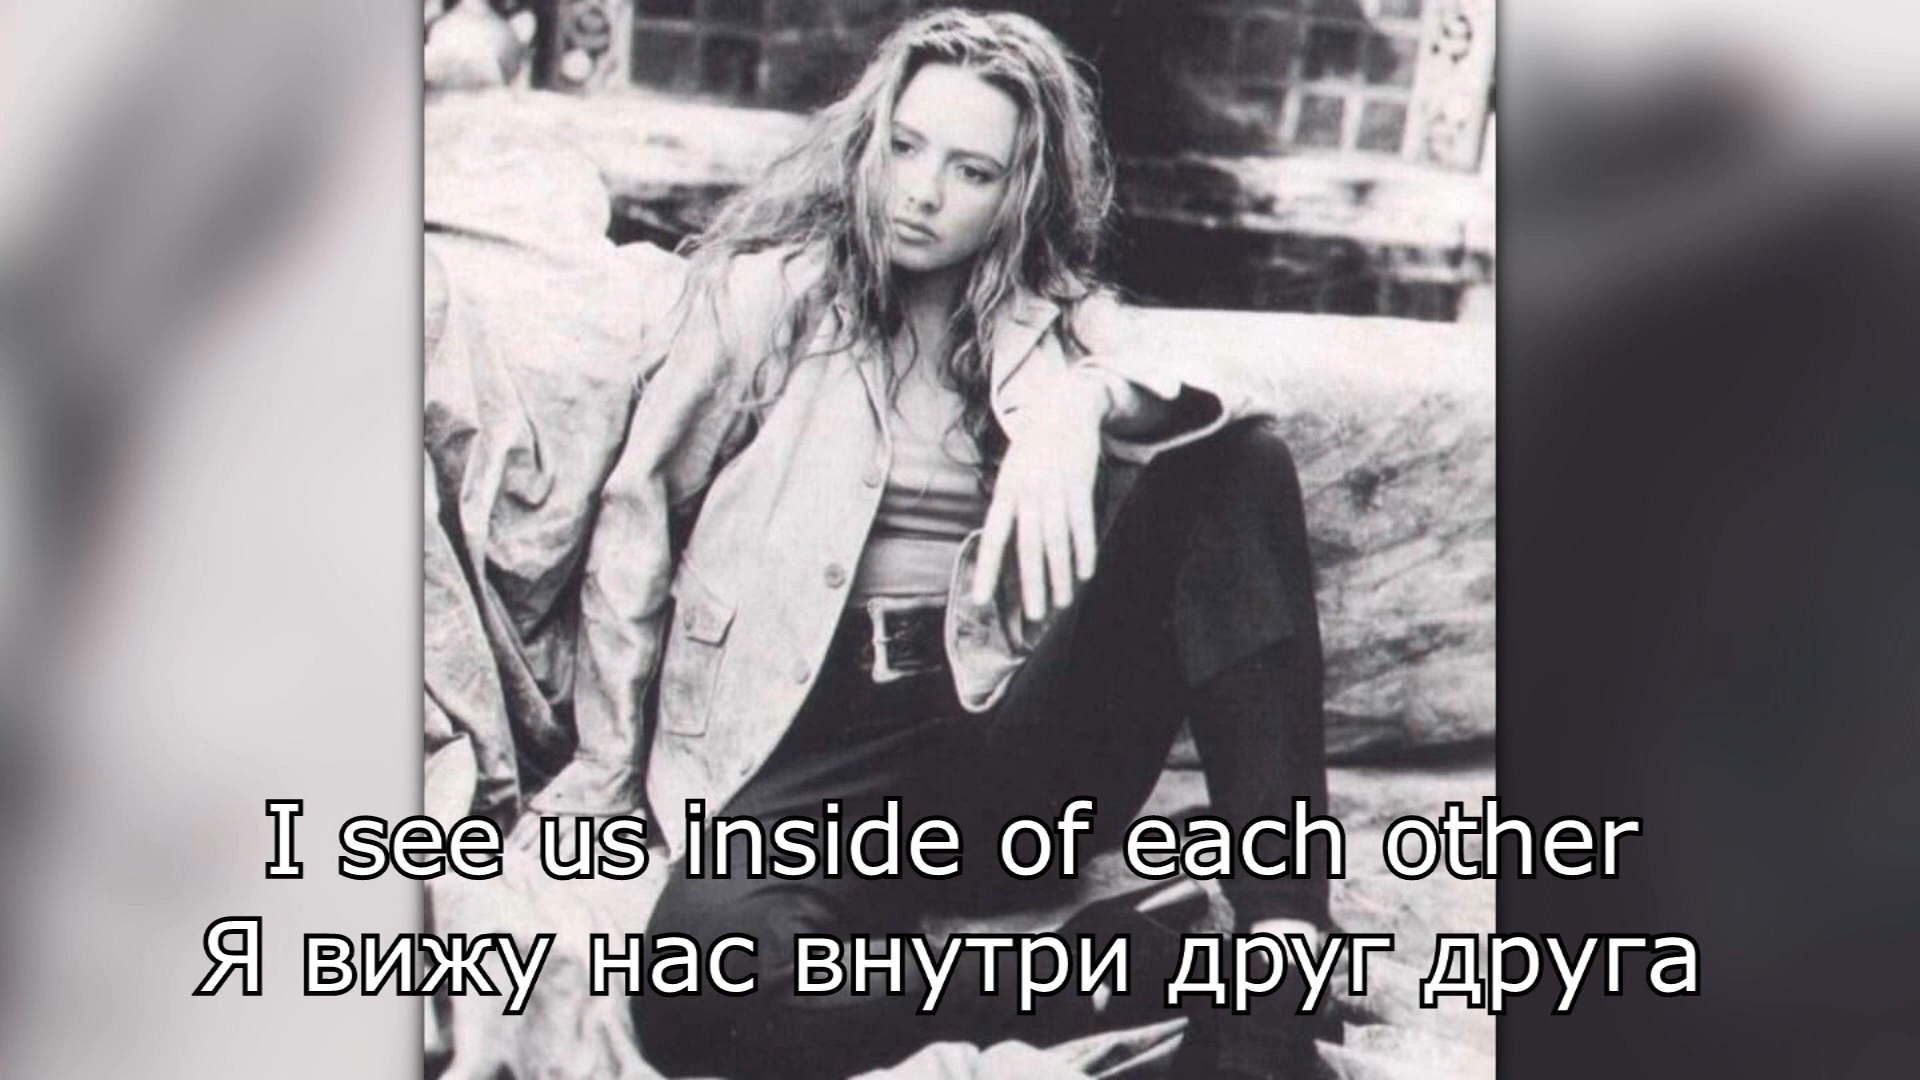 I see us inside of each other
Я вижу нас внутри друг друга